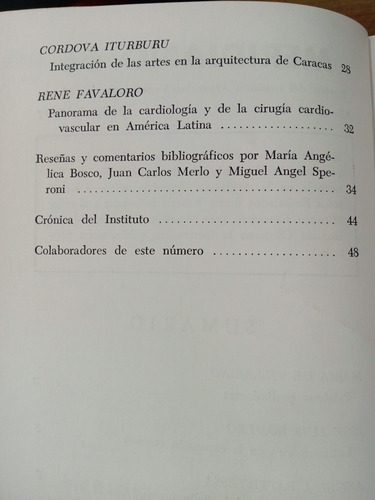 CORDOVA ITURBURU
Integración de las artes en la arquitectura de Caracas 28
RENE FAVALORO
Panorama de la cardiología y de la cirugía cardio-
vascular en América Latina .................. 32
Reseñas y comentarios bibliográficos por María Angé-
lica Bosco, Juan Carlos Merlo y Miguel Angel Spe-
roni .................. 34
Crónica del Instituto .................. 44
Colaboradores de este número .................. 48
SUMARIO